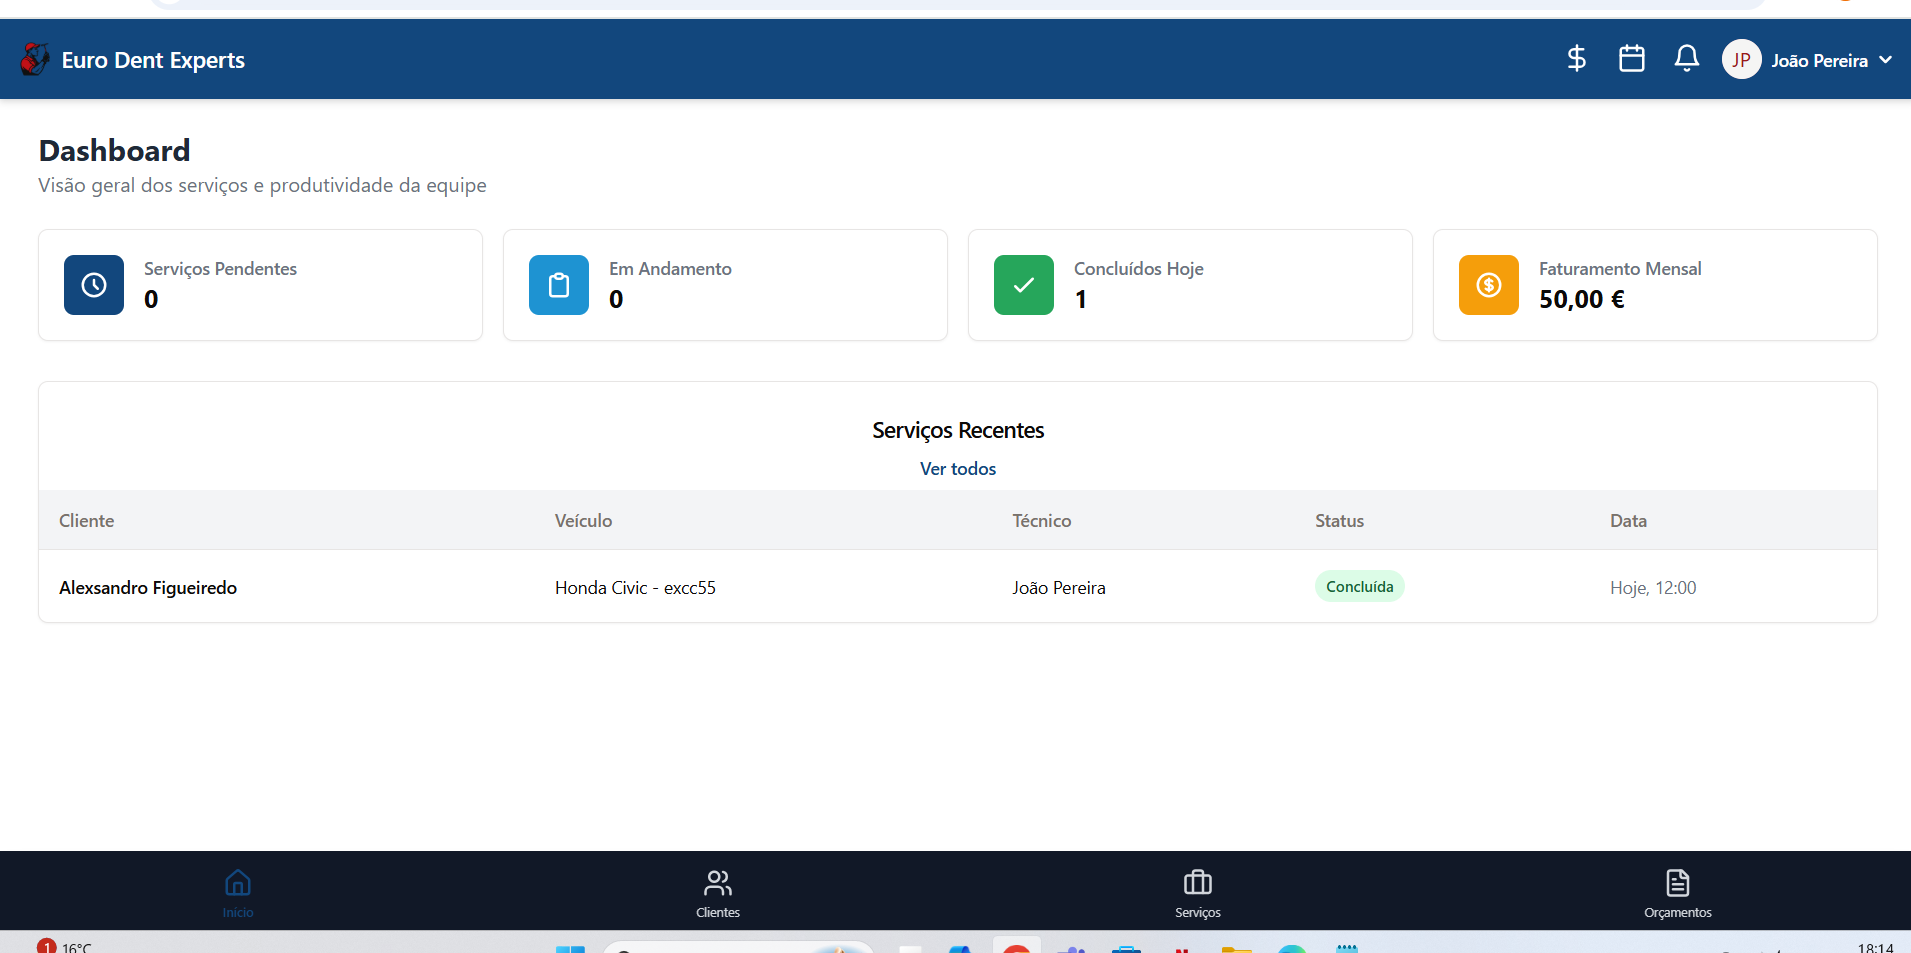 Euro Dent Experts
JP João Pereira
Dashboard
Visão geral dos serviços e produtividade da equipe
Serviços Pendentes
0
Em Andamento
0
Concluídos Hoje
1
Faturamento Mensal
50,00 €
Serviços Recentes
Ver todos
Cliente Veículo Técnico Status Data
Alexsandro Figueiredo Honda Civic - excc55 João Pereira Concluída Hoje, 12:00
Início Clientes Serviços Orçamentos
1 16°C 18:14